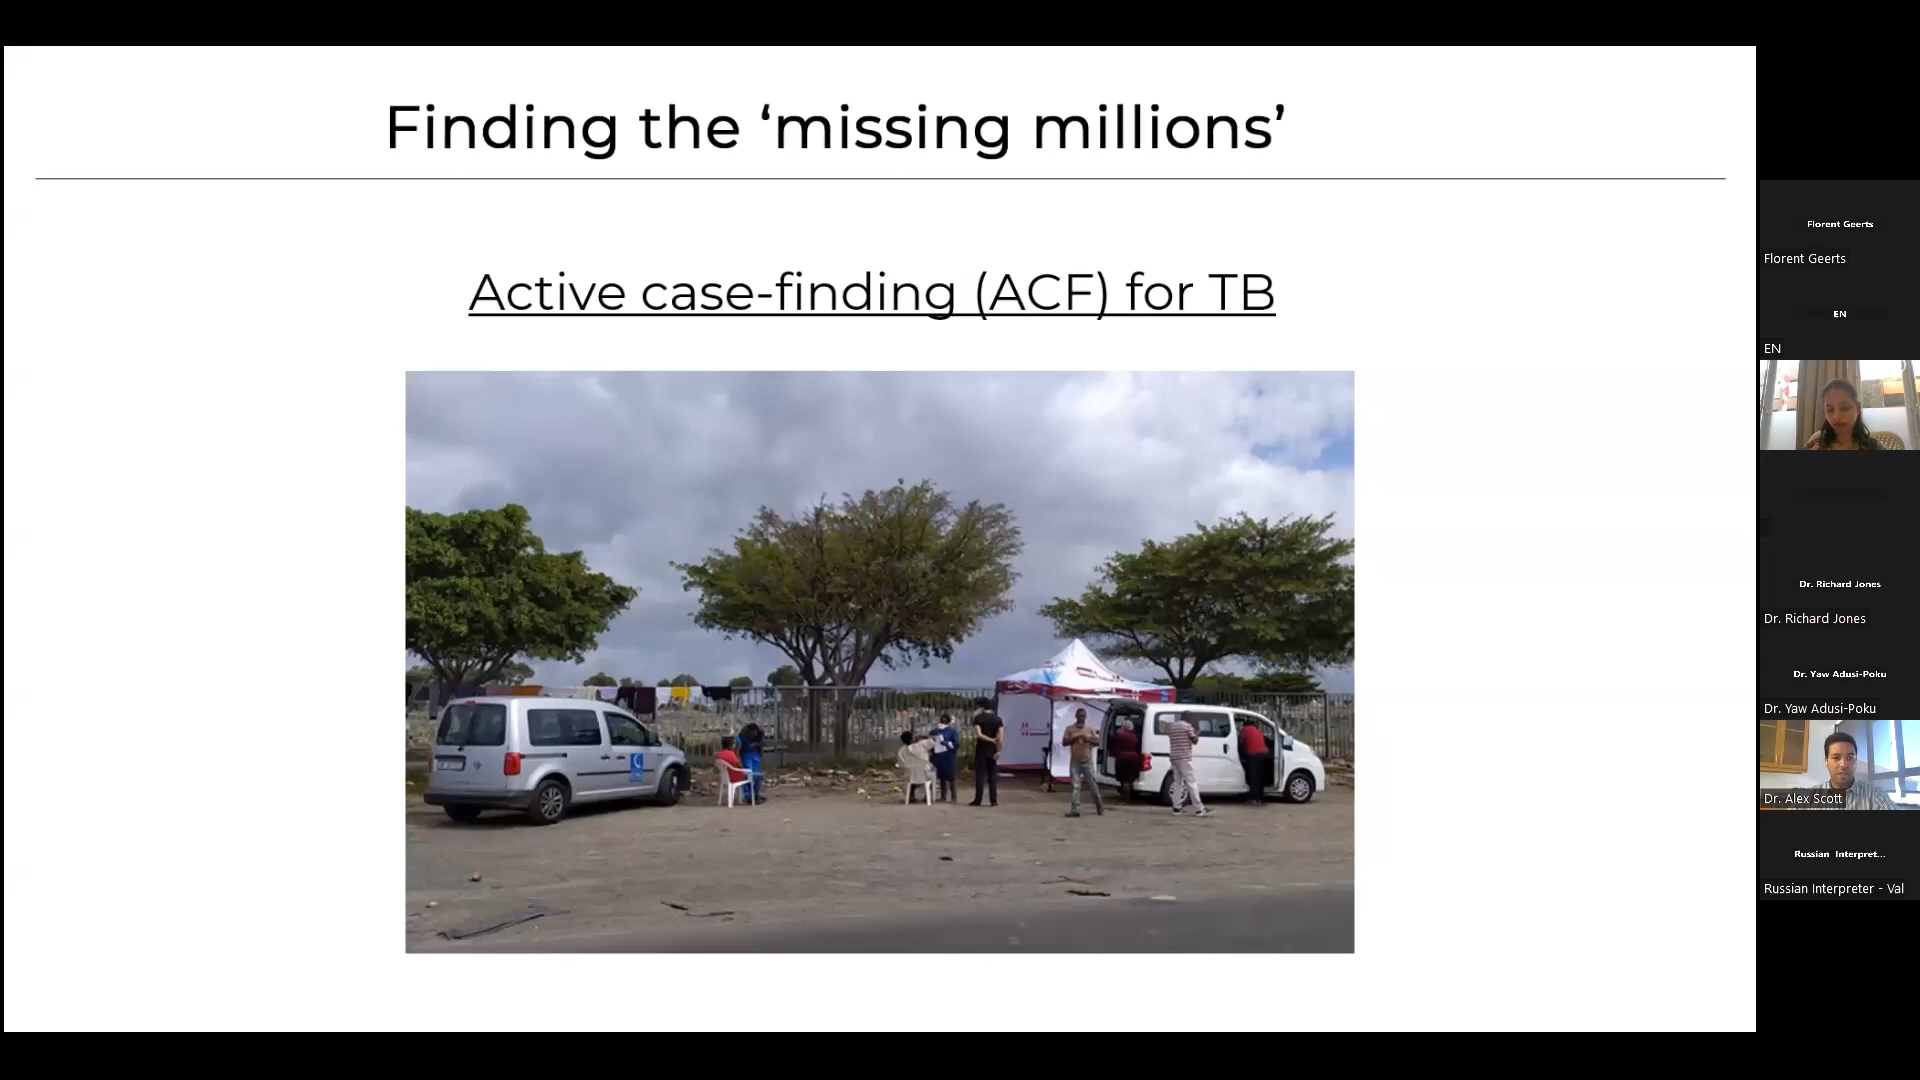 Finding the ‘missing millions’
Active case-finding (ACF) for TB
Florent Geerts
Florent Geerts
EN
EN
Dr. Richard Jones
Dr. Richard Jones
Dr. Yaw Adusi-Poku
Dr. Yaw Adusi-Poku
Dr. Alex Scott
Russian Interpret...
Russian Interpreter - Val